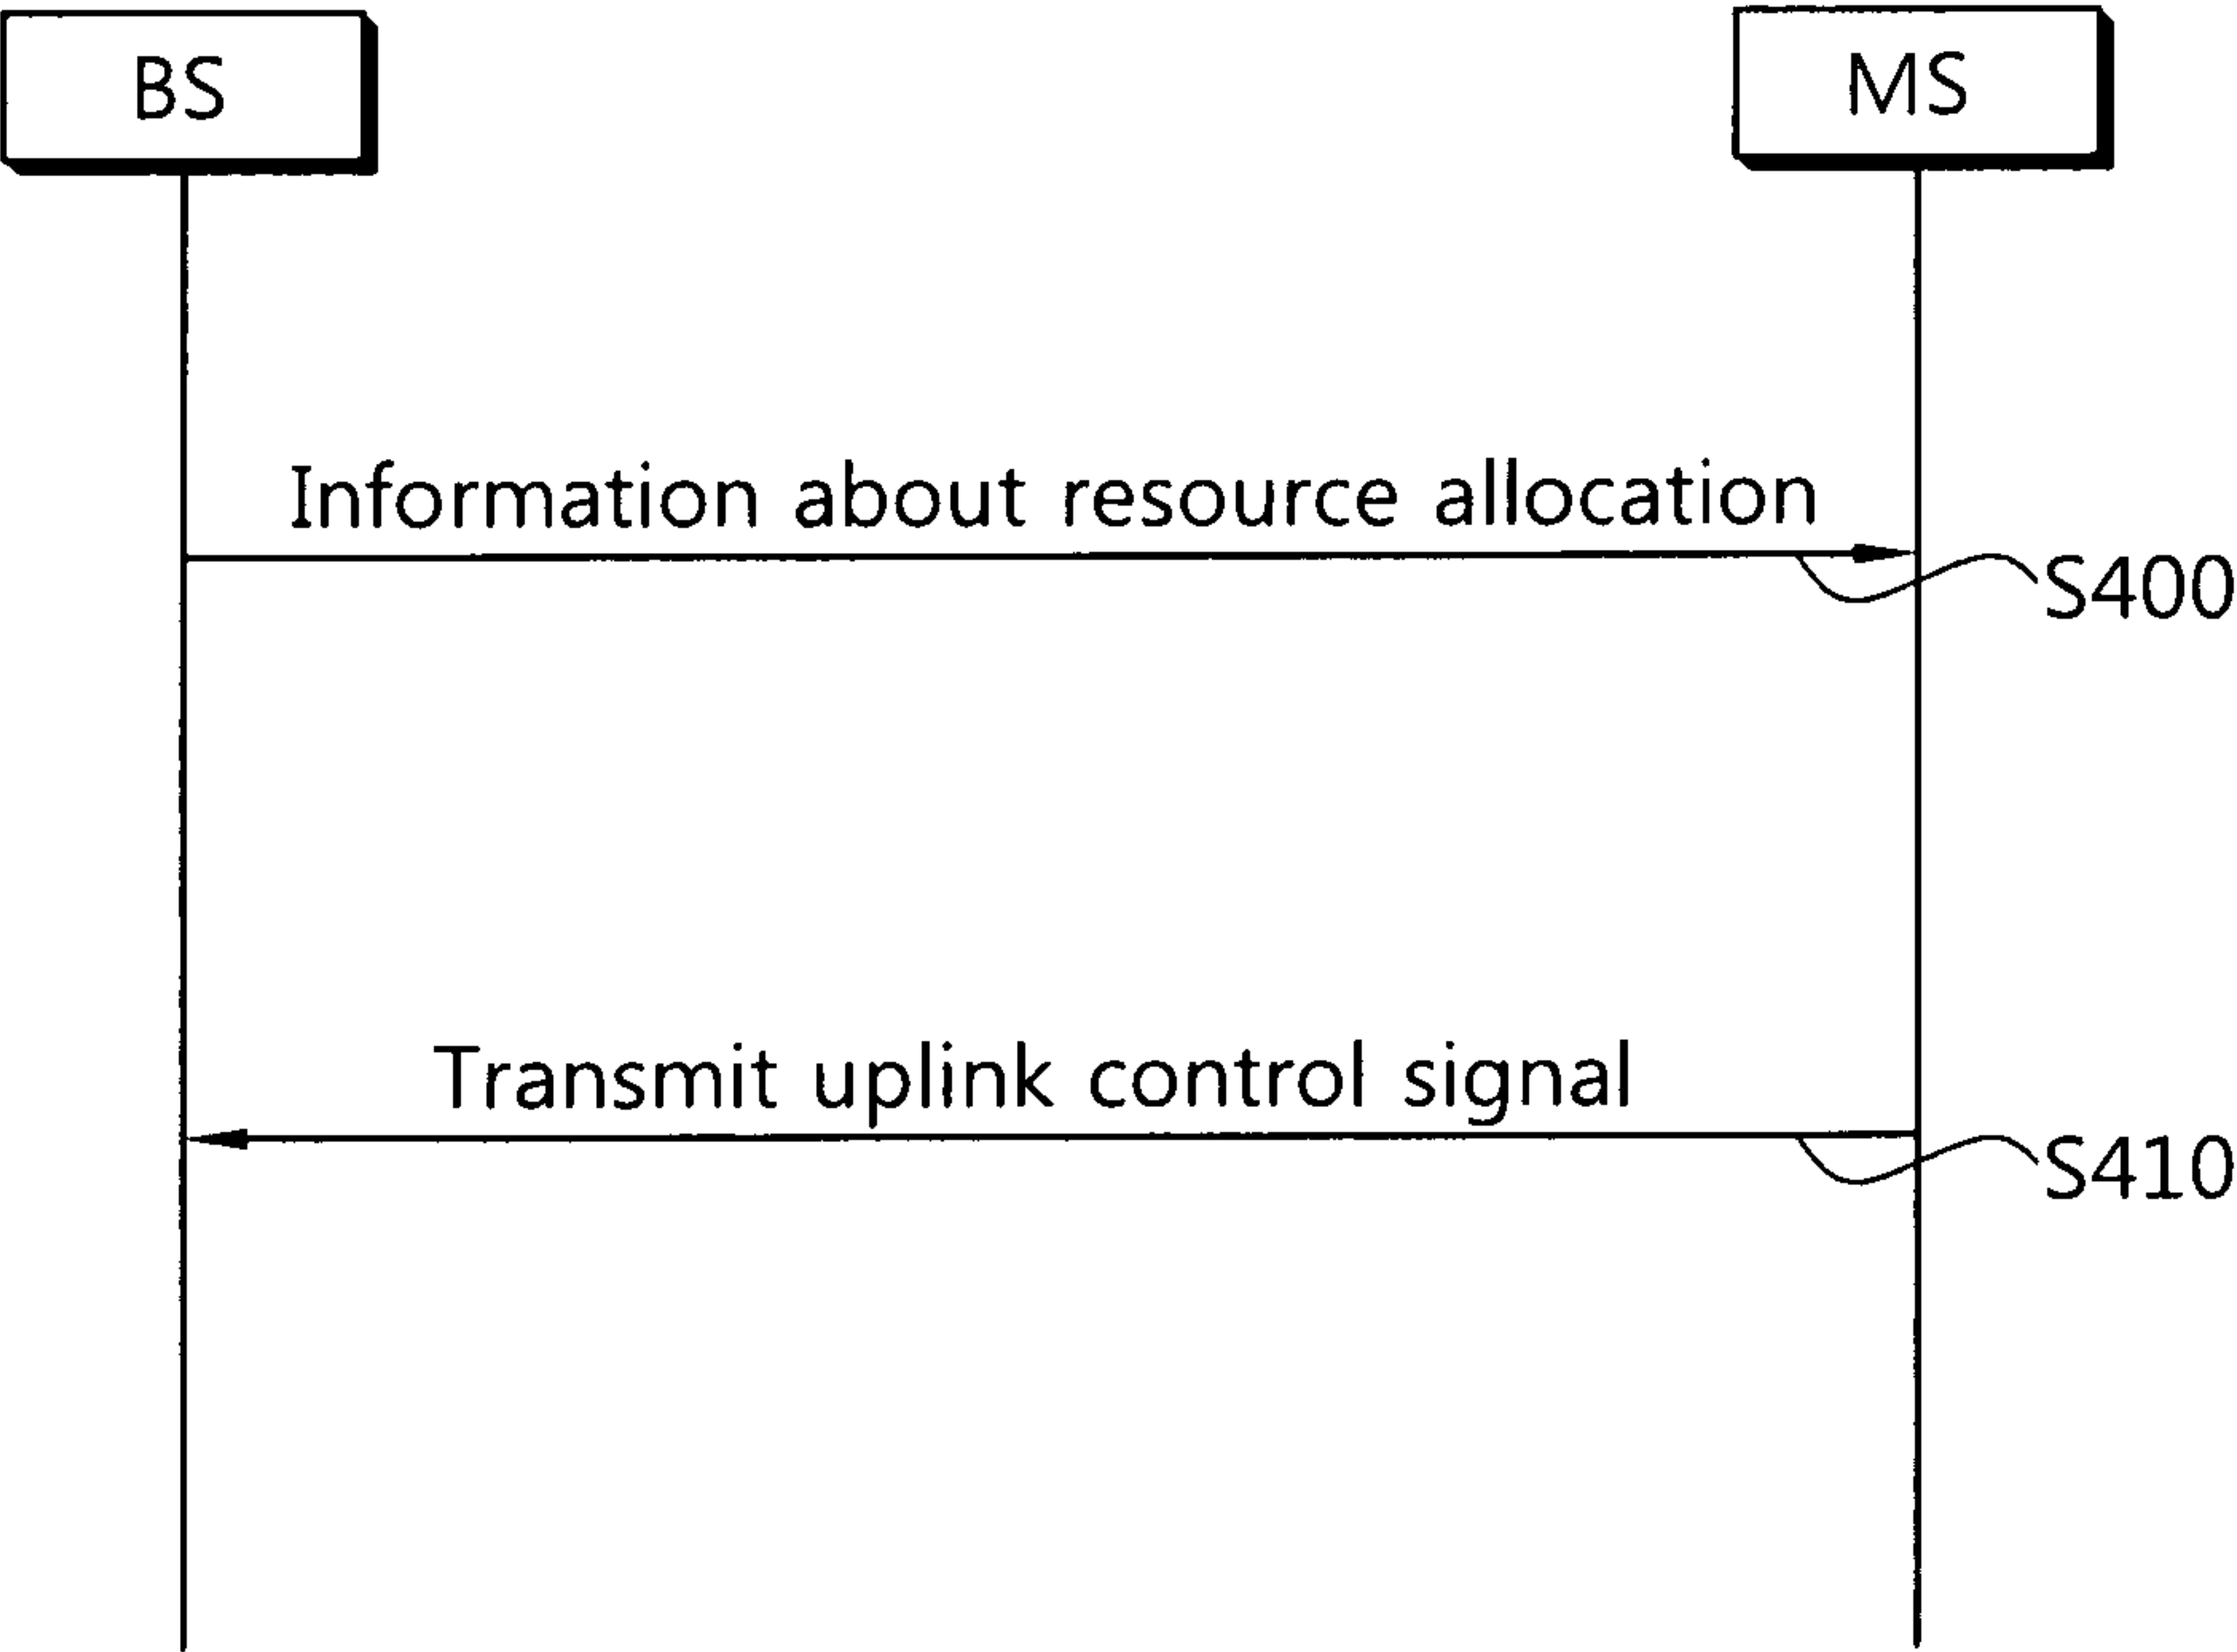 BS
MS
Information about resource allocation
S400
Transmit uplink control signal
S410